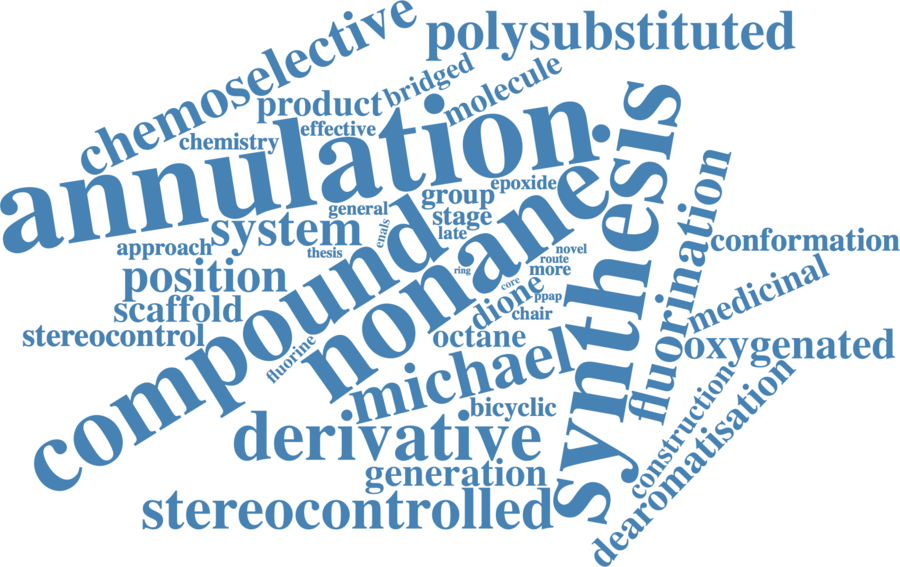 chemoselective
polysubstituted
bridged
product
molecule
effective
chemistry
annulation
synthesis
epoxide
group
general
stage
system
enals
late
fluorination
conformation
approach
thesis
novel
route
ring
more
position
nonane
compound
core
ppap
medicinal
dione
scaffold
chair
stereocontrol
octane
oxygenated
fluorine
michael
bicyclic
construction
derivative
generation
dearomatisation
stereocontrolled